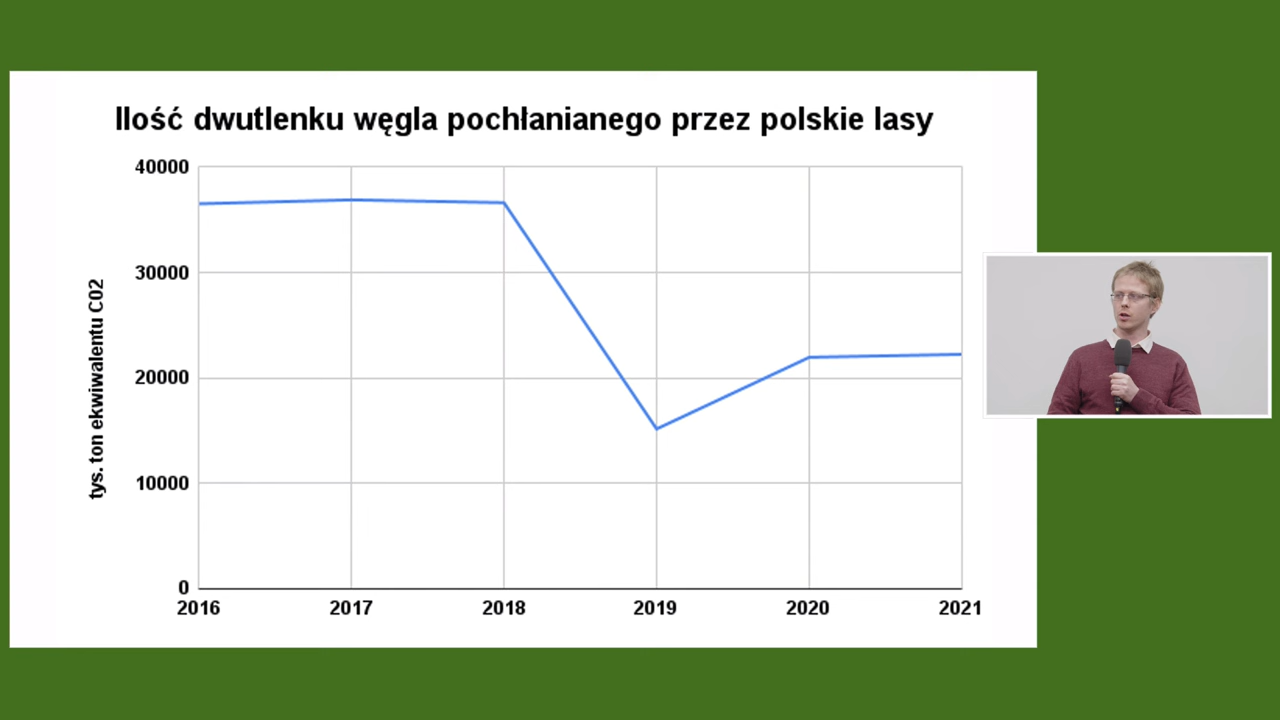 Ilość dwutlenku węgla pochłanianego przez polskie lasy
tys. ton ekwiwalentu C02
40000
30000
20000
10000
0
2016 2017 2018 2019 2020 2021